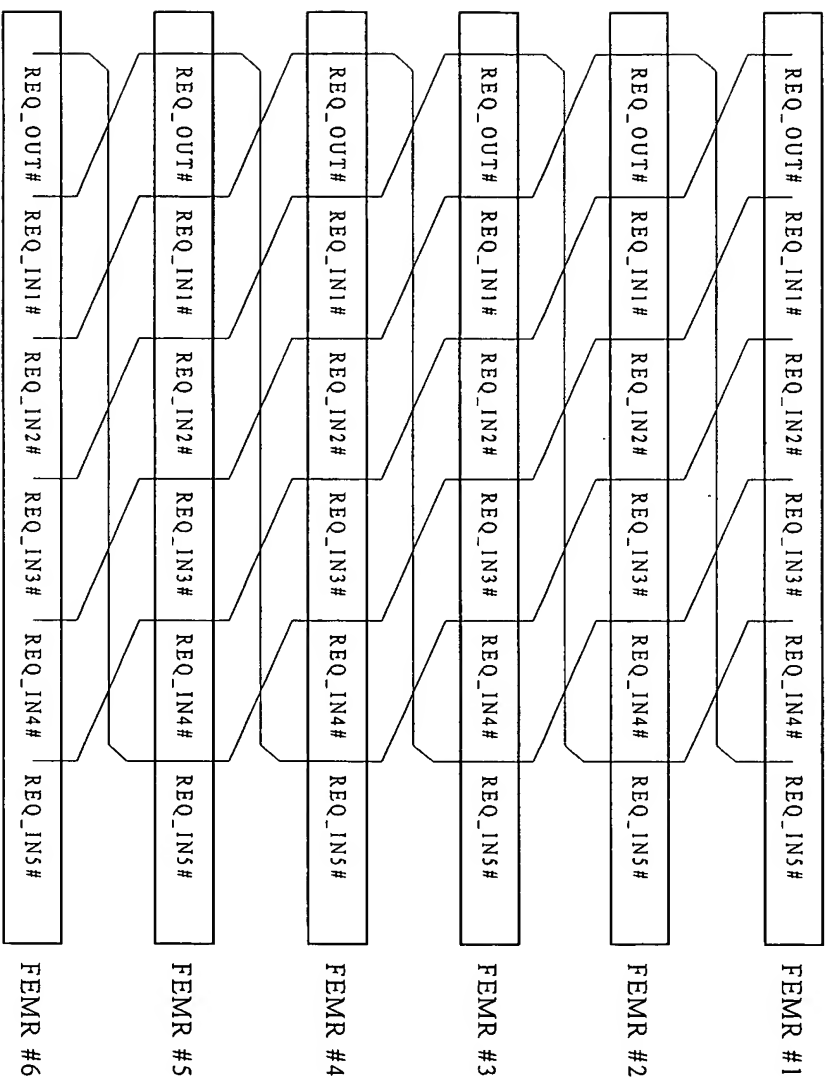 REQ_OUT# REQ_IN1# REQ_IN2# REQ_IN3# REQ_IN4# REQ_IN5# FEMR #1
REQ_OUT# REQ_IN1# REQ_IN2# REQ_IN3# REQ_IN4# REQ_IN5# FEMR #2
REQ_OUT# REQ_IN1# REQ_IN2# REQ_IN3# REQ_IN4# REQ_IN5# FEMR #3
REQ_OUT# REQ_IN1# REQ_IN2# REQ_IN3# REQ_IN4# REQ_IN5# FEMR #4
REQ_OUT# REQ_IN1# REQ_IN2# REQ_IN3# REQ_IN4# REQ_IN5# FEMR #5
REQ_OUT# REQ_IN1# REQ_IN2# REQ_IN3# REQ_IN4# REQ_IN5# FEMR #6